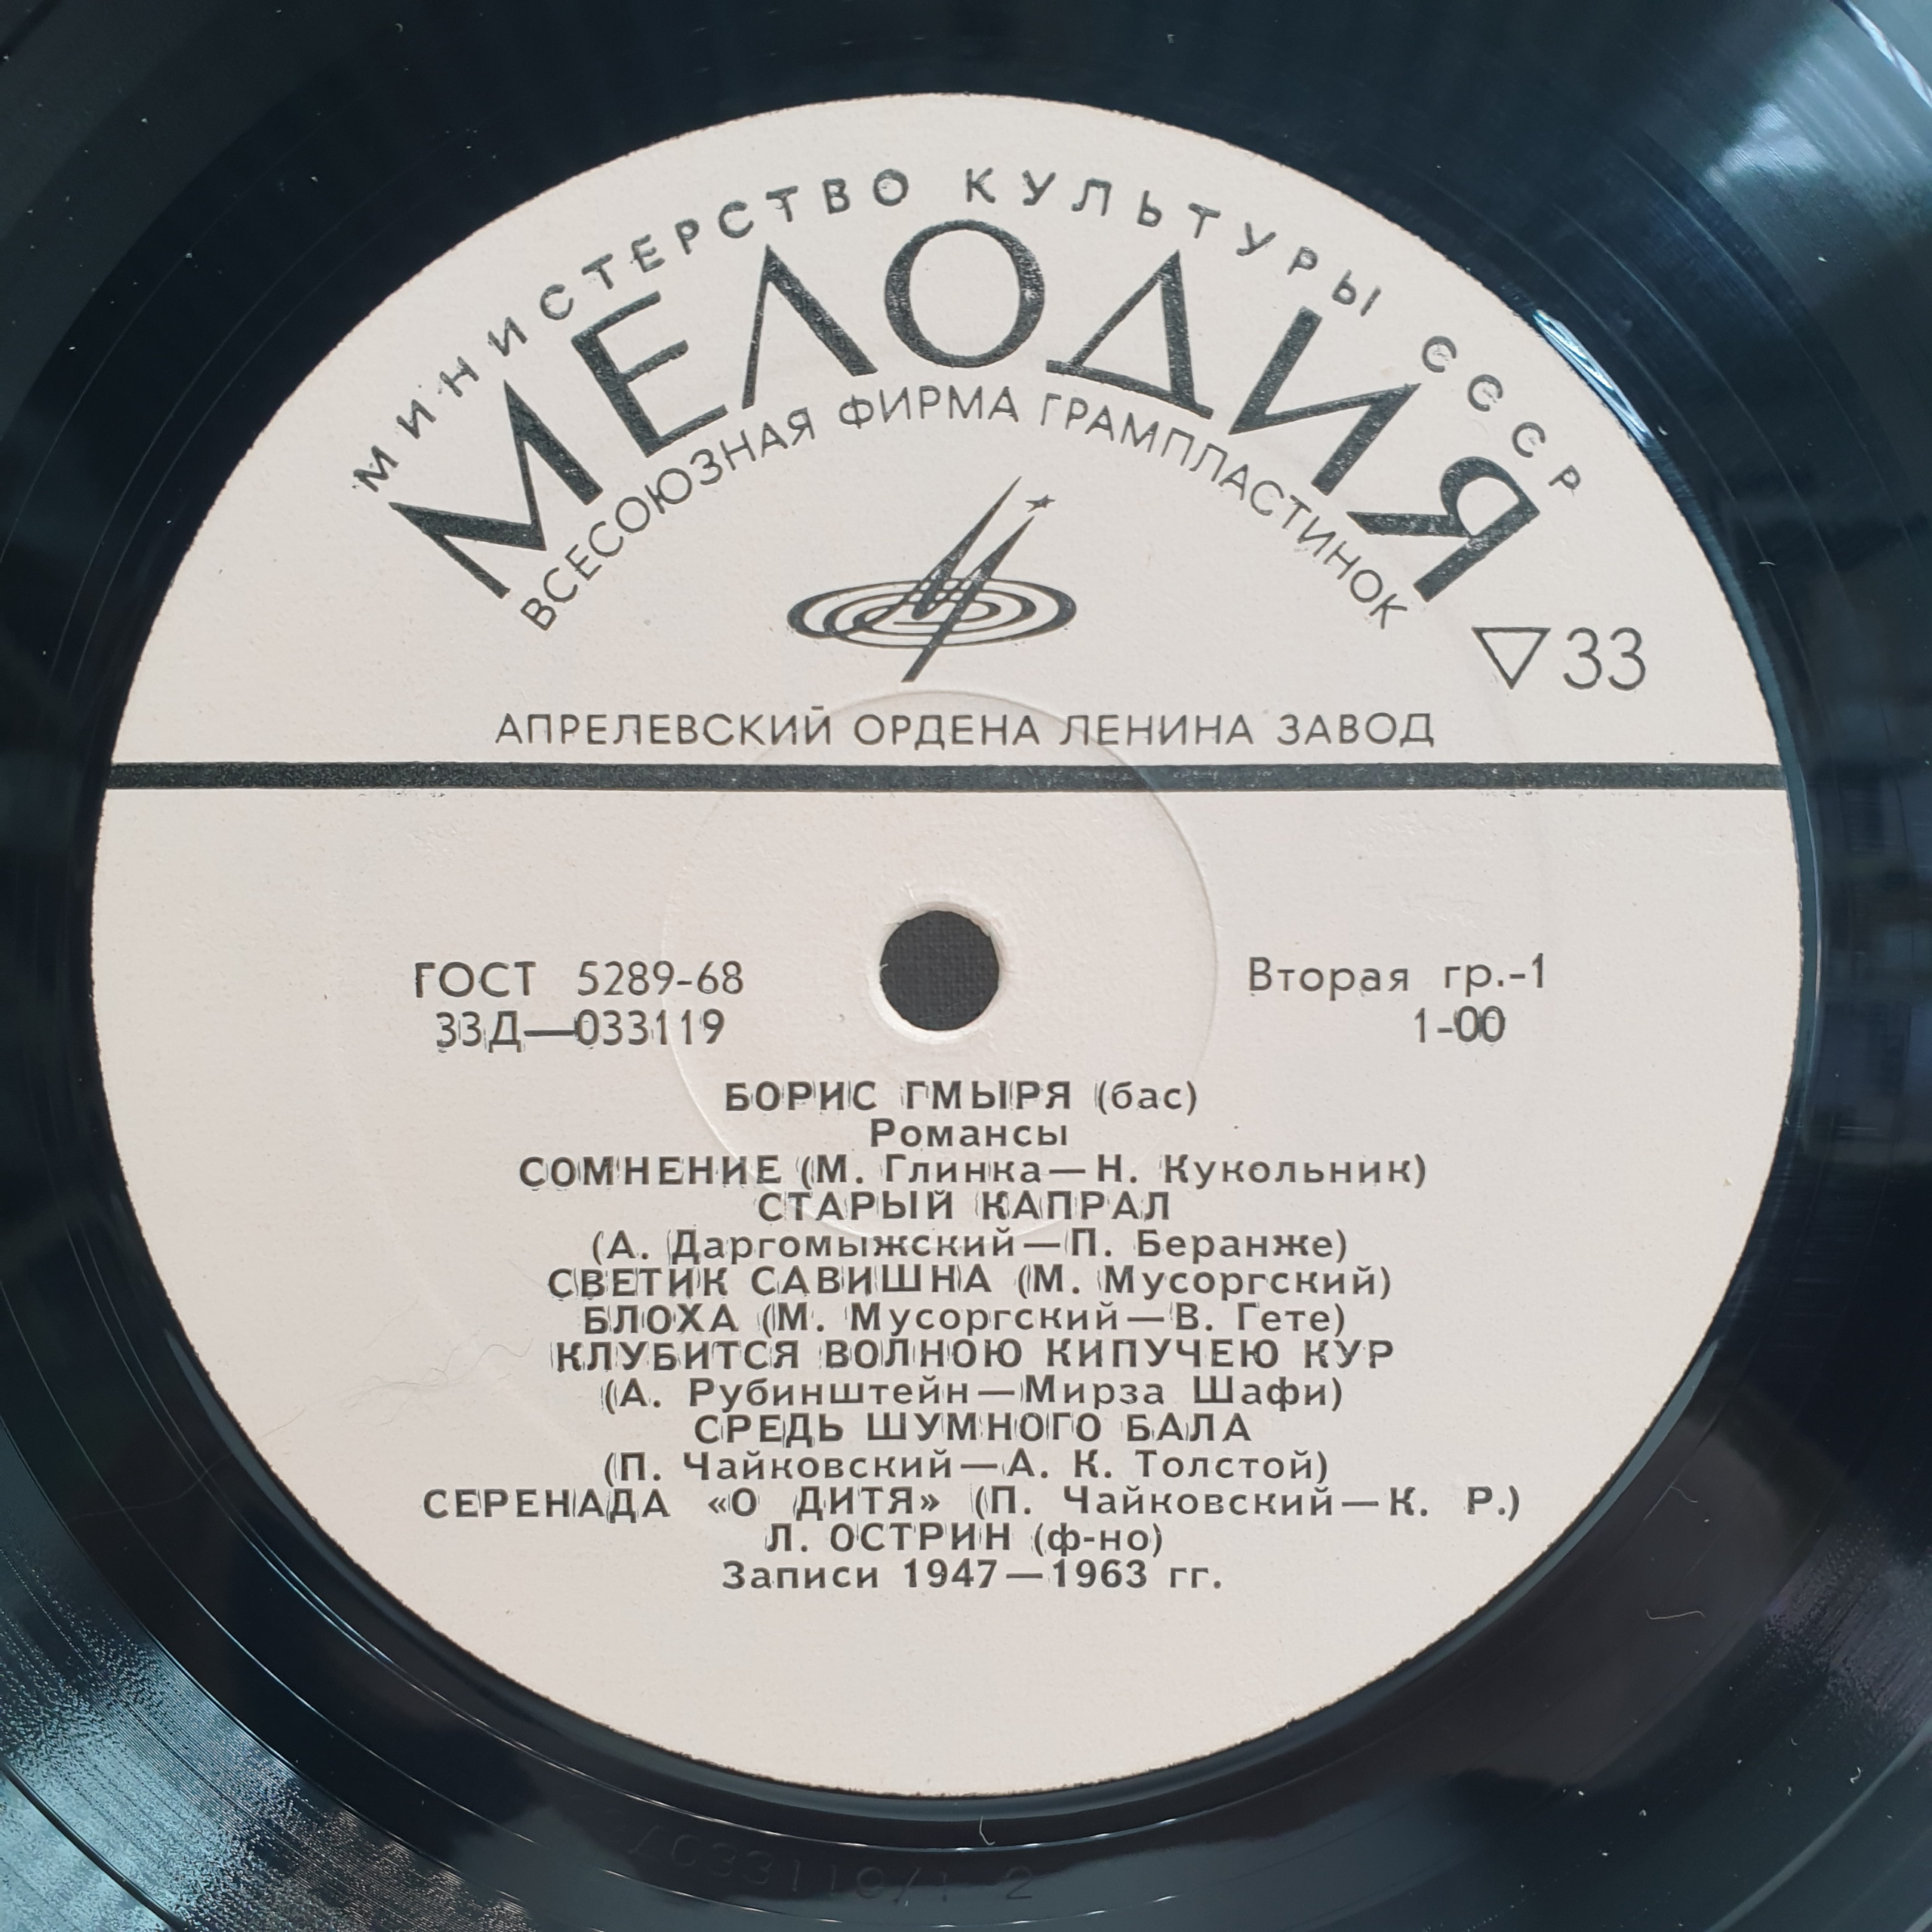 МИНИСТЕРСТВО КУЛЬТУРЫ СССР
МЕЛОДИЯ
ВСЕСОЮЗНАЯ ФИРМА ГРАМПЛАСТИНОК
33
АПРЕЛЕВСКИЙ ОРДЕНА ЛЕНИНА ЗАВОД
ГОСТ 5289-68 Вторая гр.-1
33Д—033119 1-00
БОРИС ГМЫРЯ (бас)
Романсы
СОМНЕНИЕ (М. Глинка—Н. Кукольник)
СТАРЫЙ КАПРАЛ
(А. Даргомыжский—П. Беранже)
СВЕТИК САВИШНА (М. Мусоргский)
БЛОХА (М. Мусоргский—В. Гете)
КЛУБИТСЯ ВОЛНОЮ КИПУЧЕЮ КУР
(А. Рубинштейн—Мирза Шафи)
СРЕДЬ ШУМНОГО БАЛА
(П. Чайковский—А. К. Толстой)
СЕРЕНАДА «О ДИТЯ» (П. Чайковский—К. Р.)
Л. ОСТРИН (ф-но)
Записи 1947—1963 гг.